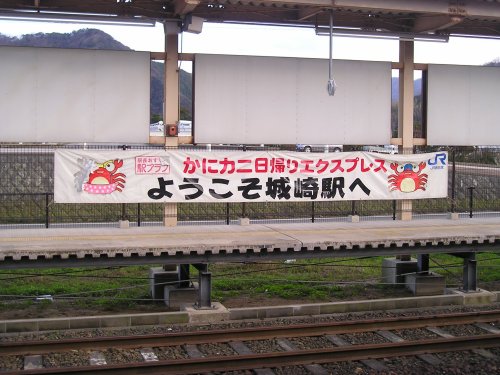 駅プラン
かにカニ日帰りエクスプレス
ようこそ城崎駅へ
JR